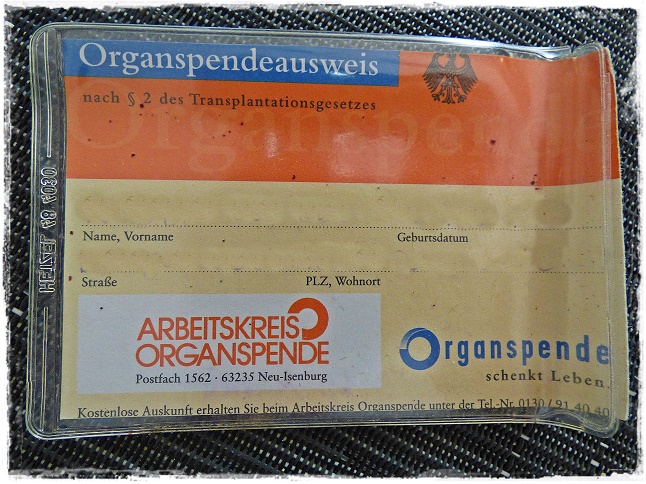 Organspendeausweis
nach § 2 des Transplantationsgesetzes
Organspende
Name, Vorname
Geburtsdatum
Straße
PLZ, Wohnort
ARBEITSKREIS
ORGANSPENDE
Postfach 1562 · 63235 Neu-Isenburg
Organspende
schenkt Leben.
Kostenlose Auskunft erhalten Sie beim Arbeitskreis Organspende unter der Tel.-Nr. 0130/91 40 40